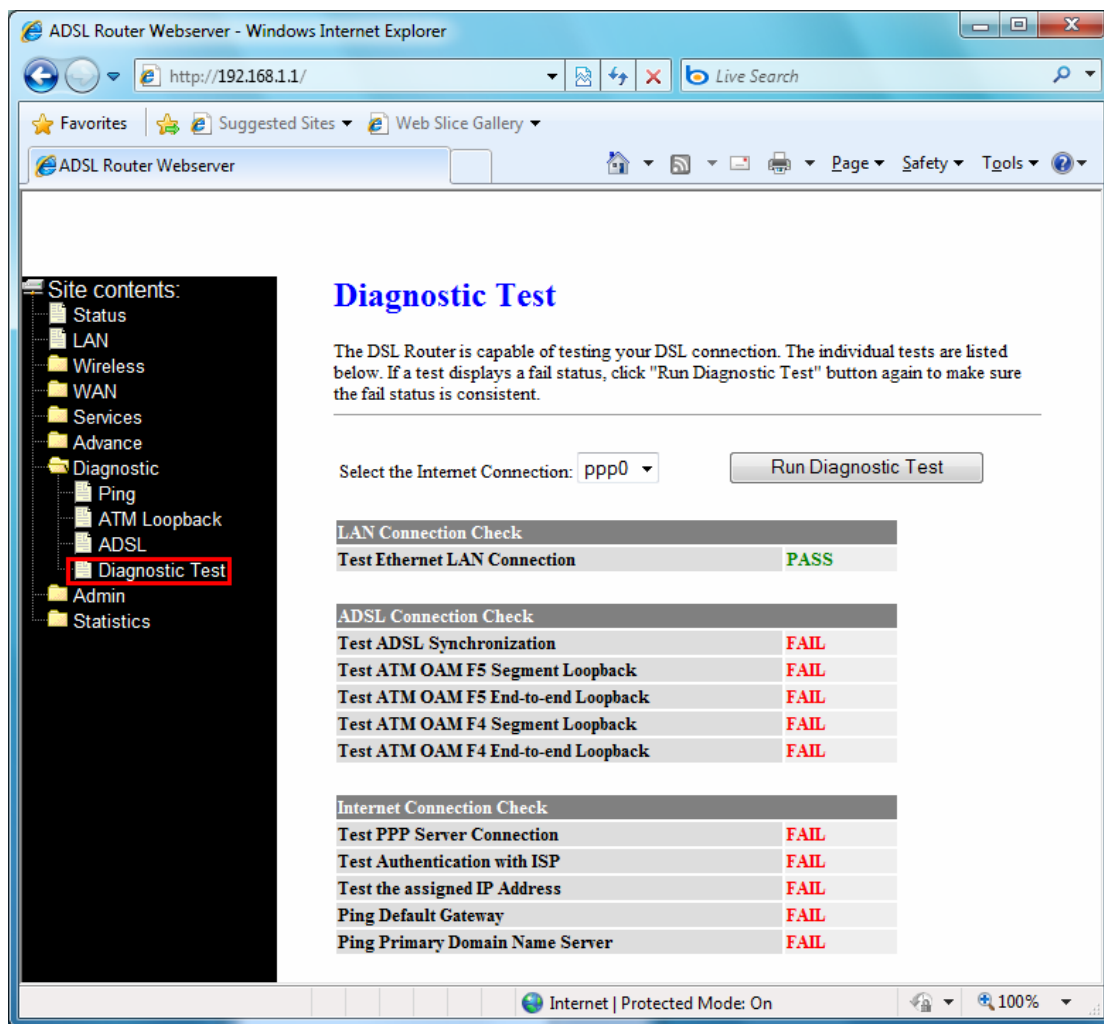 ADSL Router Webserver - Windows Internet Explorer
http://192.168.1.1/
Live Search
Favorites
Suggested Sites
Web Slice Gallery
ADSL Router Webserver
Page
Safety
Tools
Site contents:
Status
LAN
Wireless
WAN
Services
Advance
Diagnostic
Ping
ATM Loopback
ADSL
Diagnostic Test
Admin
Statistics
Diagnostic Test
The DSL Router is capable of testing your DSL connection. The individual tests are listed
below. If a test displays a fail status, click "Run Diagnostic Test" button again to make sure
the fail status is consistent.
Select the Internet Connection: ppp0 Run Diagnostic Test
LAN Connection Check
Test Ethernet LAN Connection PASS
ADSL Connection Check
Test ADSL Synchronization FAIL
Test ATM OAM F5 Segment Loopback FAIL
Test ATM OAM F5 End-to-end Loopback FAIL
Test ATM OAM F4 Segment Loopback FAIL
Test ATM OAM F4 End-to-end Loopback FAIL
Internet Connection Check
Test PPP Server Connection FAIL
Test Authentication with ISP FAIL
Test the assigned IP Address FAIL
Ping Default Gateway FAIL
Ping Primary Domain Name Server FAIL
Internet | Protected Mode: On
100%